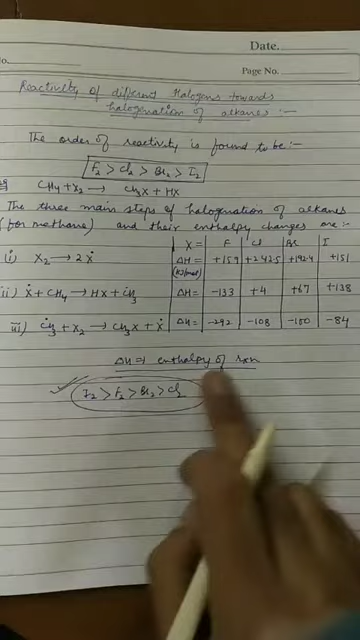 Date.
o.
Page No.
Reactivity of different Halogens towards
halogenation of alkanes :-
The order of reactivity is found to be:-
F₂ > Cl₂ > Br₂ > I₂
CH₄ + X₂ → CH₃X + HX
The three main steps of halogenation of alkanes
(for methane) and their enthalpy changes are:-
X = F Cl Br I
(i) X₂ → 2Ẋ ΔH = (KJ/mol) +159 +242.5 +192.4 +151
ii) Ẋ + CH₄ → HX + ĊH₃ ΔH = -133 +4 +67 +138
iii) ĊH₃ + X₂ → CH₃X + Ẋ ΔH = -292 -108 -100 -84
ΔH ⇒ enthalpy of rxn
I₂ > F₂ > Br₂ > Cl₂